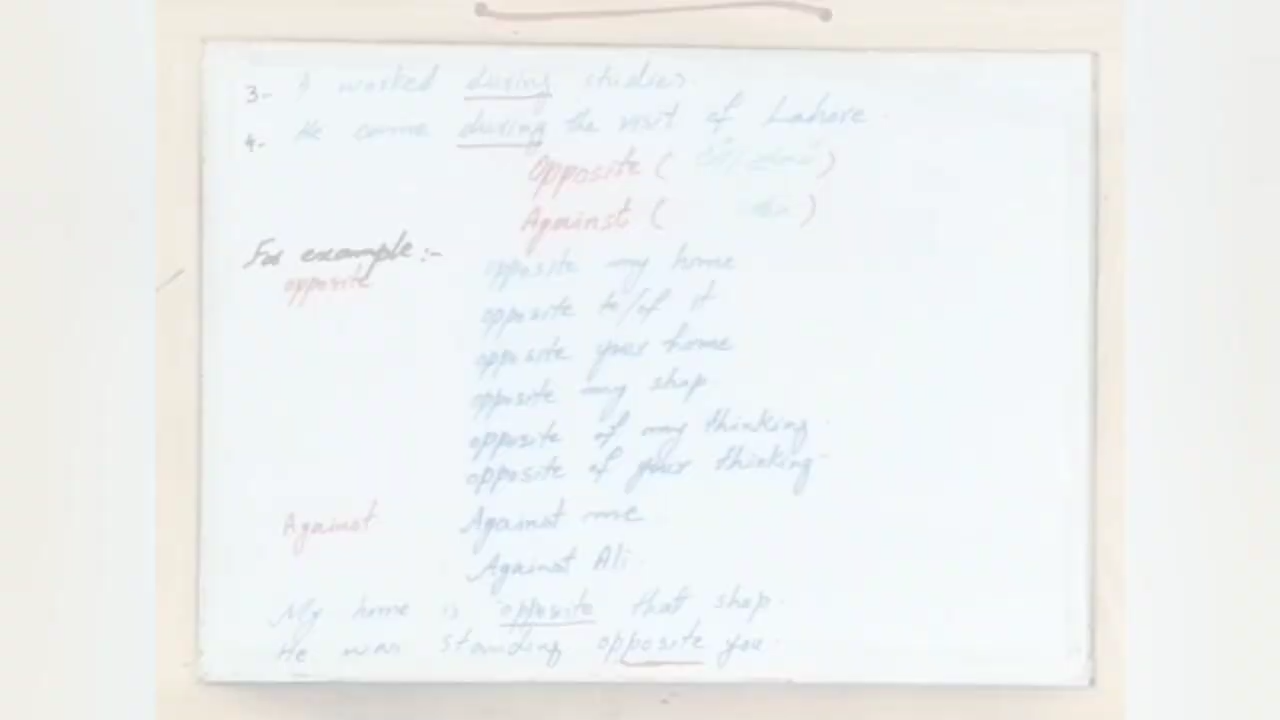 3- I worked during studies
4- He came during the visit of Lahore.
Opposite ( )
Against ( )
For example:-
opposite opposite my home
opposite to/of it
opposite your home
opposite my shop
opposite of my thinking.
opposite of your thinking.
Against Against me
Against Ali.
My home is opposite that shop.
He was standing opposite you.